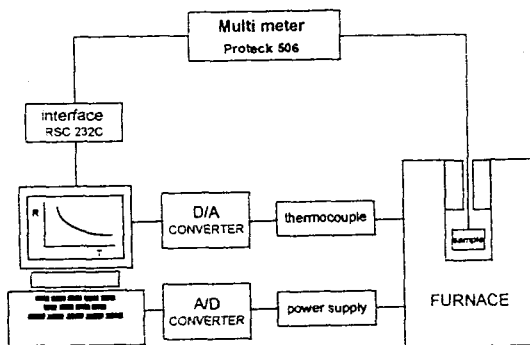 Multi meter
Proteck 506
interface
RSC 232C
R
T
D/A
CONVERTER
thermocouple
sample
A/D
CONVERTER
power supply
FURNACE